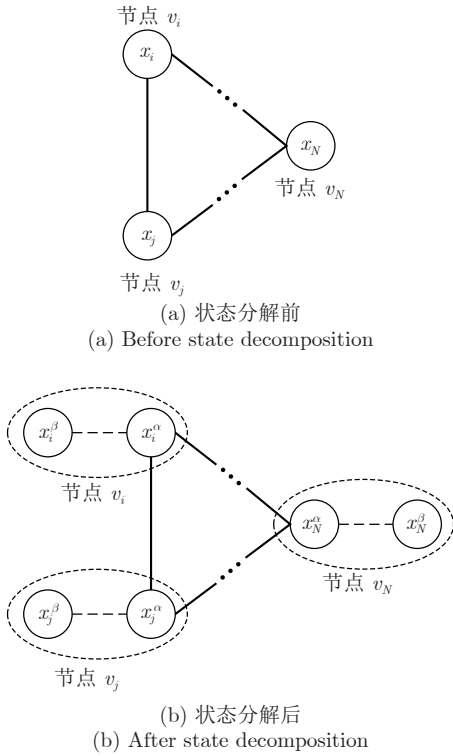 节点 v_i
x_i
x_N
节点 v_N
x_j
节点 v_j
(a) 状态分解前
(a) Before state decomposition
x_i^β x_i^α
节点 v_i
x_N^α x_N^β
节点 v_N
x_j^β x_j^α
节点 v_j
(b) 状态分解后
(b) After state decomposition